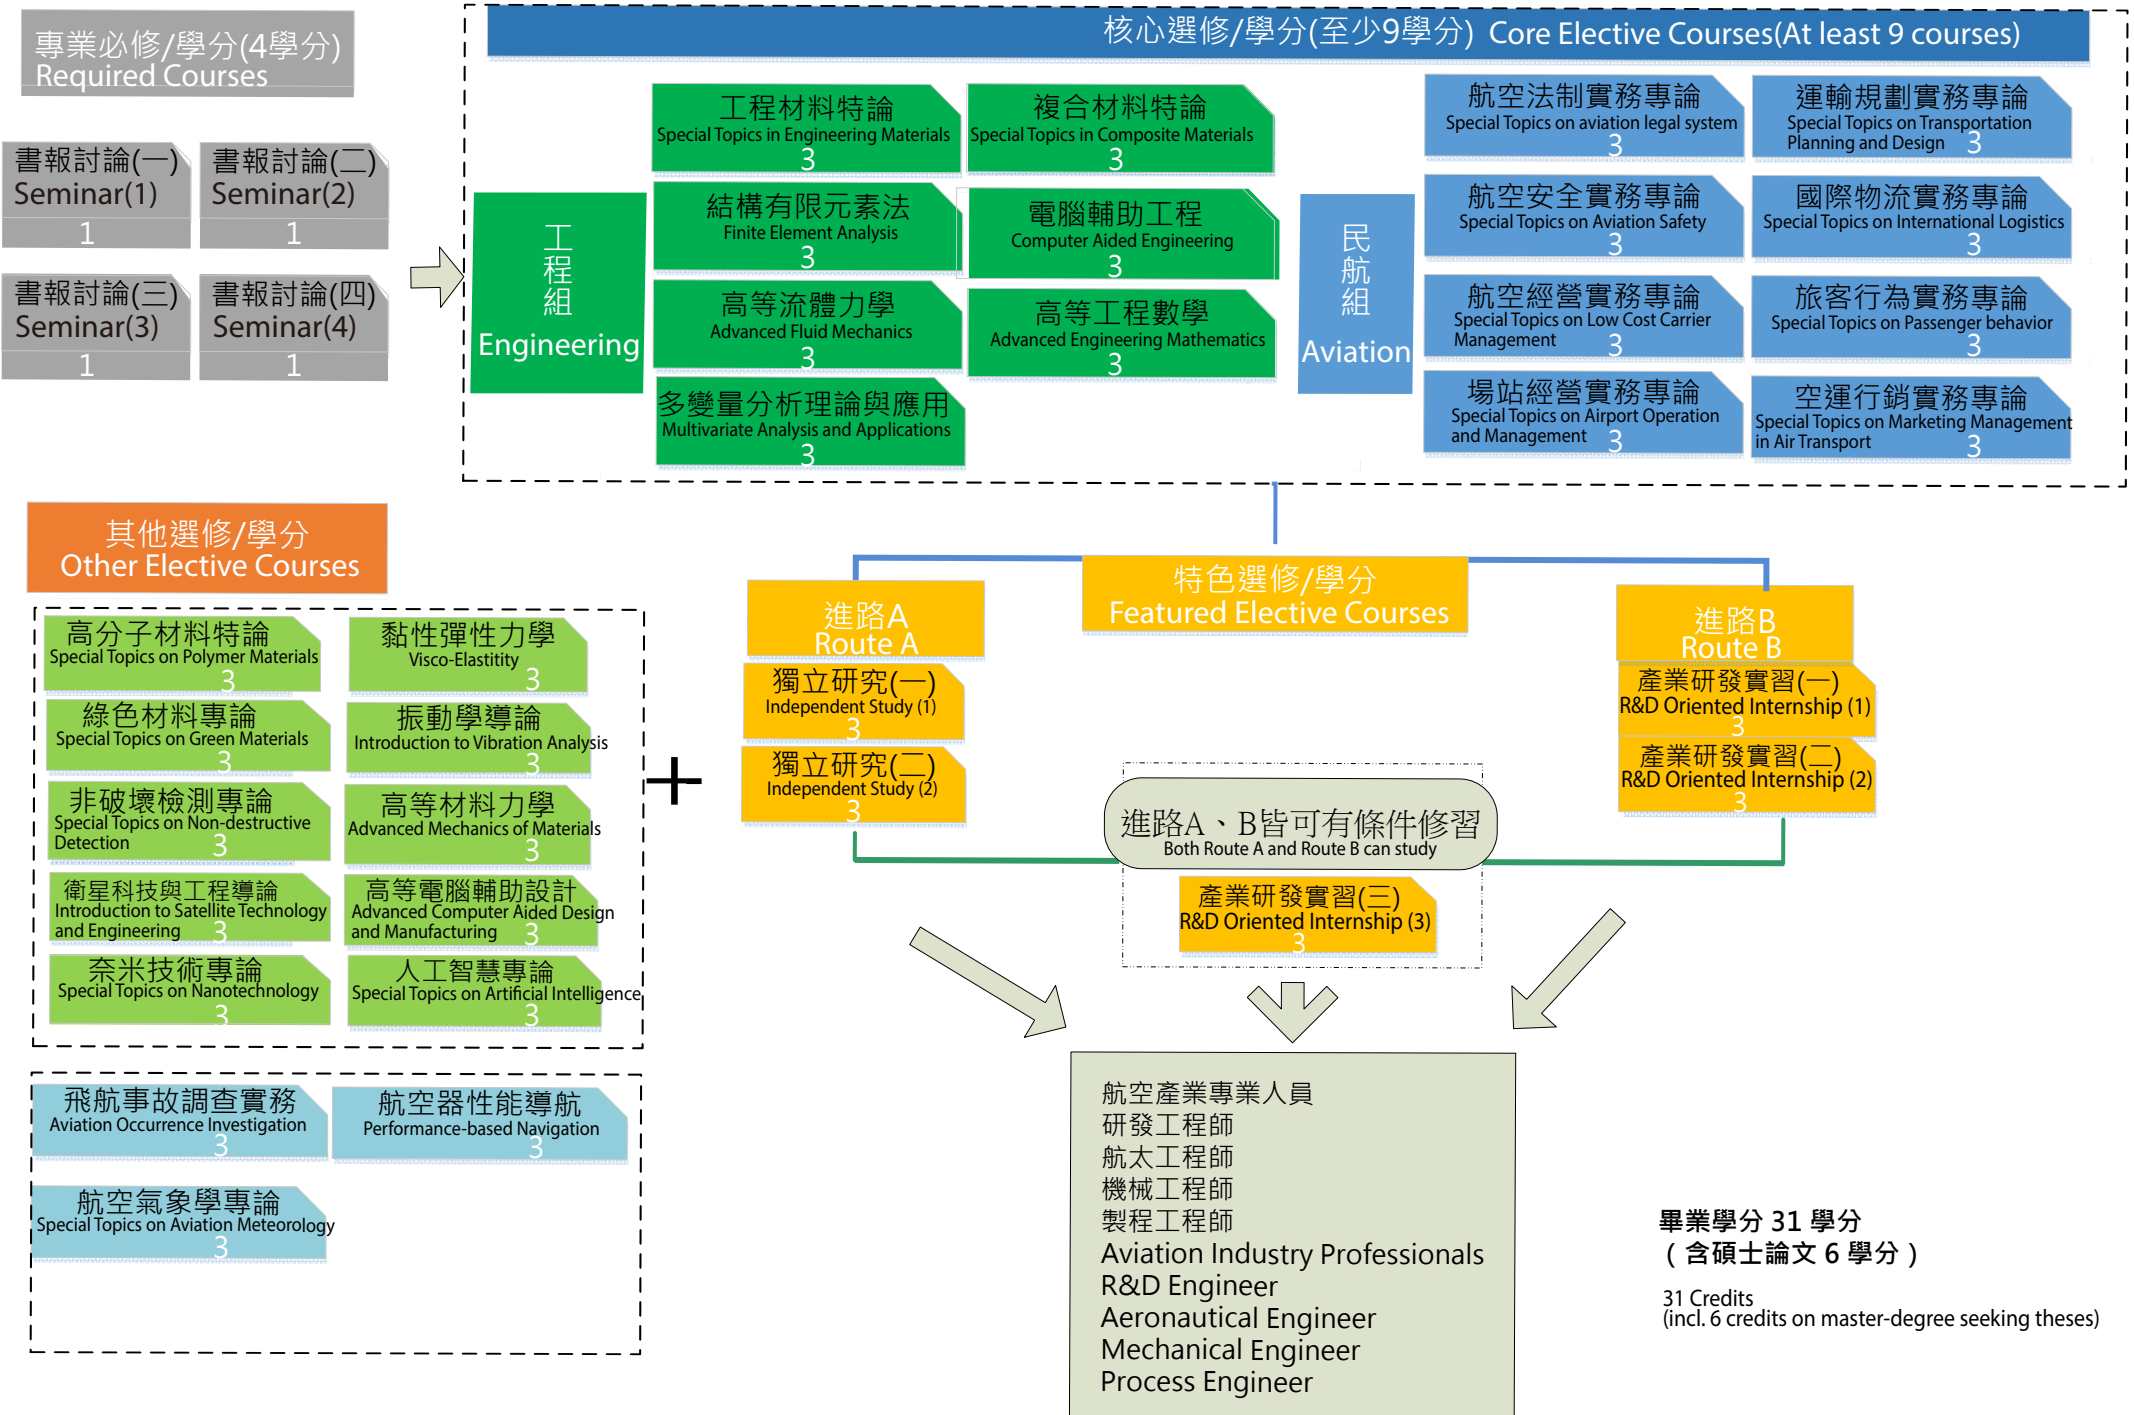 專業必修/學分(4學分)
Required Courses
書報討論(一)
Seminar(1)
1
書報討論(二)
Seminar(2)
1
書報討論(三)
Seminar(3)
1
書報討論(四)
Seminar(4)
1
核心選修/學分(至少9學分) Core Elective Courses(At least 9 courses)
工程組
Engineering
工程材料特論
Special Topics in Engineering Materials
3
複合材料特論
Special Topics in Composite Materials
3
結構有限元素法
Finite Element Analysis
3
電腦輔助工程
Computer Aided Engineering
3
高等流體力學
Advanced Fluid Mechanics
3
高等工程數學
Advanced Engineering Mathematics
3
多變量分析理論與應用
Multivariate Analysis and Applications
3
民航組
Aviation
航空法制實務專論
Special Topics on aviation legal system
3
運輸規劃實務專論
Special Topics on Transportation
Planning and Design 3
航空安全實務專論
Special Topics on Aviation Safety
3
國際物流實務專論
Special Topics on International Logistics
3
航空經營實務專論
Special Topics on Low Cost Carrier
Management 3
旅客行為實務專論
Special Topics on Passenger behavior
3
場站經營實務專論
Special Topics on Airport Operation
and Management 3
空運行銷實務專論
Special Topics on Marketing Management
in Air Transport 3
其他選修/學分
Other Elective Courses
高分子材料特論
Special Topics on Polymer Materials
3
黏性彈性力學
Visco-Elastitity
3
綠色材料專論
Special Topics on Green Materials
3
振動學導論
Introduction to Vibration Analysis
3
非破壞檢測專論
Special Topics on Non-destructive
Detection 3
高等材料力學
Advanced Mechanics of Materials
3
衛星科技與工程導論
Introduction to Satellite Technology
and Engineering 3
高等電腦輔助設計
Advanced Computer Aided Design
and Manufacturing 3
奈米技術專論
Special Topics on Nanotechnology
3
人工智慧專論
Special Topics on Artificial Intelligence
3
飛航事故調查實務
Aviation Occurrence Investigation
3
航空器性能導航
Performance-based Navigation
3
航空氣象學專論
Special Topics on Aviation Meteorology
3
+
特色選修/學分
Featured Elective Courses
進路A
Route A
獨立研究(一)
Independent Study (1)
3
獨立研究(二)
Independent Study (2)
3
進路B
Route B
產業研發實習(一)
R&D Oriented Internship (1)
3
產業研發實習(二)
R&D Oriented Internship (2)
3
進路A、B皆可有條件修習
Both Route A and Route B can study
產業研發實習(三)
R&D Oriented Internship (3)
3
航空產業專業人員
研發工程師
航太工程師
機械工程師
製程工程師
Aviation Industry Professionals
R&D Engineer
Aeronautical Engineer
Mechanical Engineer
Process Engineer
畢業學分 31 學分
（含碩士論文 6 學分）
31 Credits
(incl. 6 credits on master-degree seeking theses)